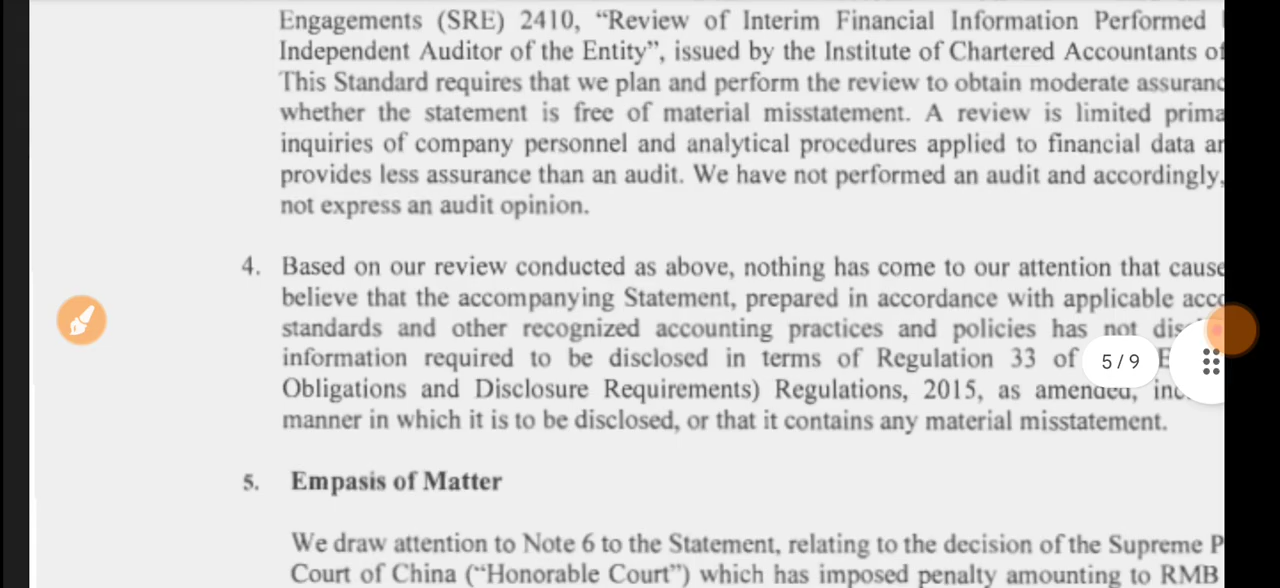 Engagements (SRE) 2410, “Review of Interim Financial Information Performed
Independent Auditor of the Entity”, issued by the Institute of Chartered Accountants of
This Standard requires that we plan and perform the review to obtain moderate assuranc
whether the statement is free of material misstatement. A review is limited prima
inquiries of company personnel and analytical procedures applied to financial data ar
provides less assurance than an audit. We have not performed an audit and accordingly,
not express an audit opinion.
4. Based on our review conducted as above, nothing has come to our attention that cause
believe that the accompanying Statement, prepared in accordance with applicable acco
standards and other recognized accounting practices and policies has not dis
information required to be disclosed in terms of Regulation 33 of
5 / 9
Obligations and Disclosure Requirements) Regulations, 2015, as amended, inc
manner in which it is to be disclosed, or that it contains any material misstatement.
5. Empasis of Matter
We draw attention to Note 6 to the Statement, relating to the decision of the Supreme P
Court of China (“Honorable Court”) which has imposed penalty amounting to RMB